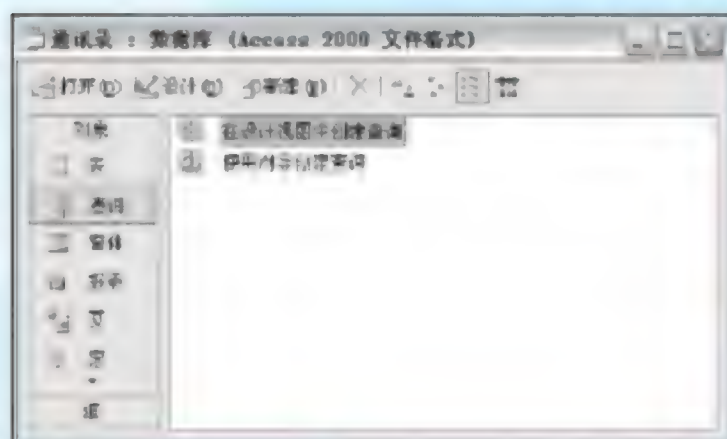 通讯录 : 数据库 (Access 2000 文件格式)
打开(O) 设计(D) 新建(N)
对象
表
查询
窗体
报表
页
宏
组
在设计视图中创建查询
使用向导创建查询